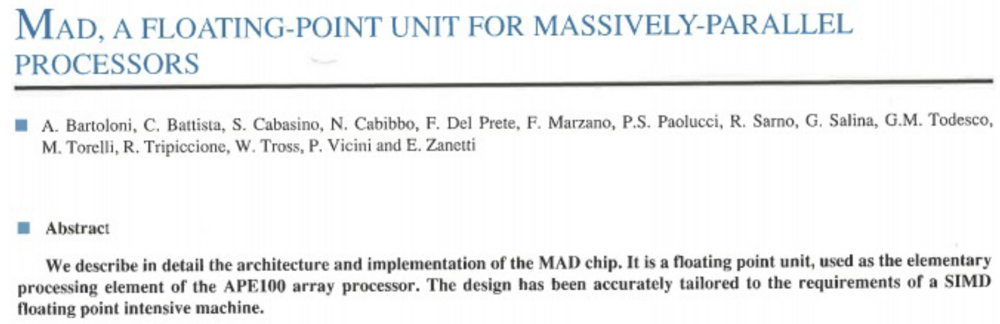 MAD, A FLOATING-POINT UNIT FOR MASSIVELY-PARALLEL
PROCESSORS
A. Bartoloni, C. Battista, S. Cabasino, N. Cabibbo, F. Del Prete, F. Marzano, P.S. Paolucci, R. Sarno, G. Salina, G.M. Todesco,
M. Torelli, R. Tripiccione, W. Tross, P. Vicini and E. Zanetti
Abstract
We describe in detail the architecture and implementation of the MAD chip. It is a floating point unit, used as the elementary
processing element of the APE100 array processor. The design has been accurately tailored to the requirements of a SIMD
floating point intensive machine.